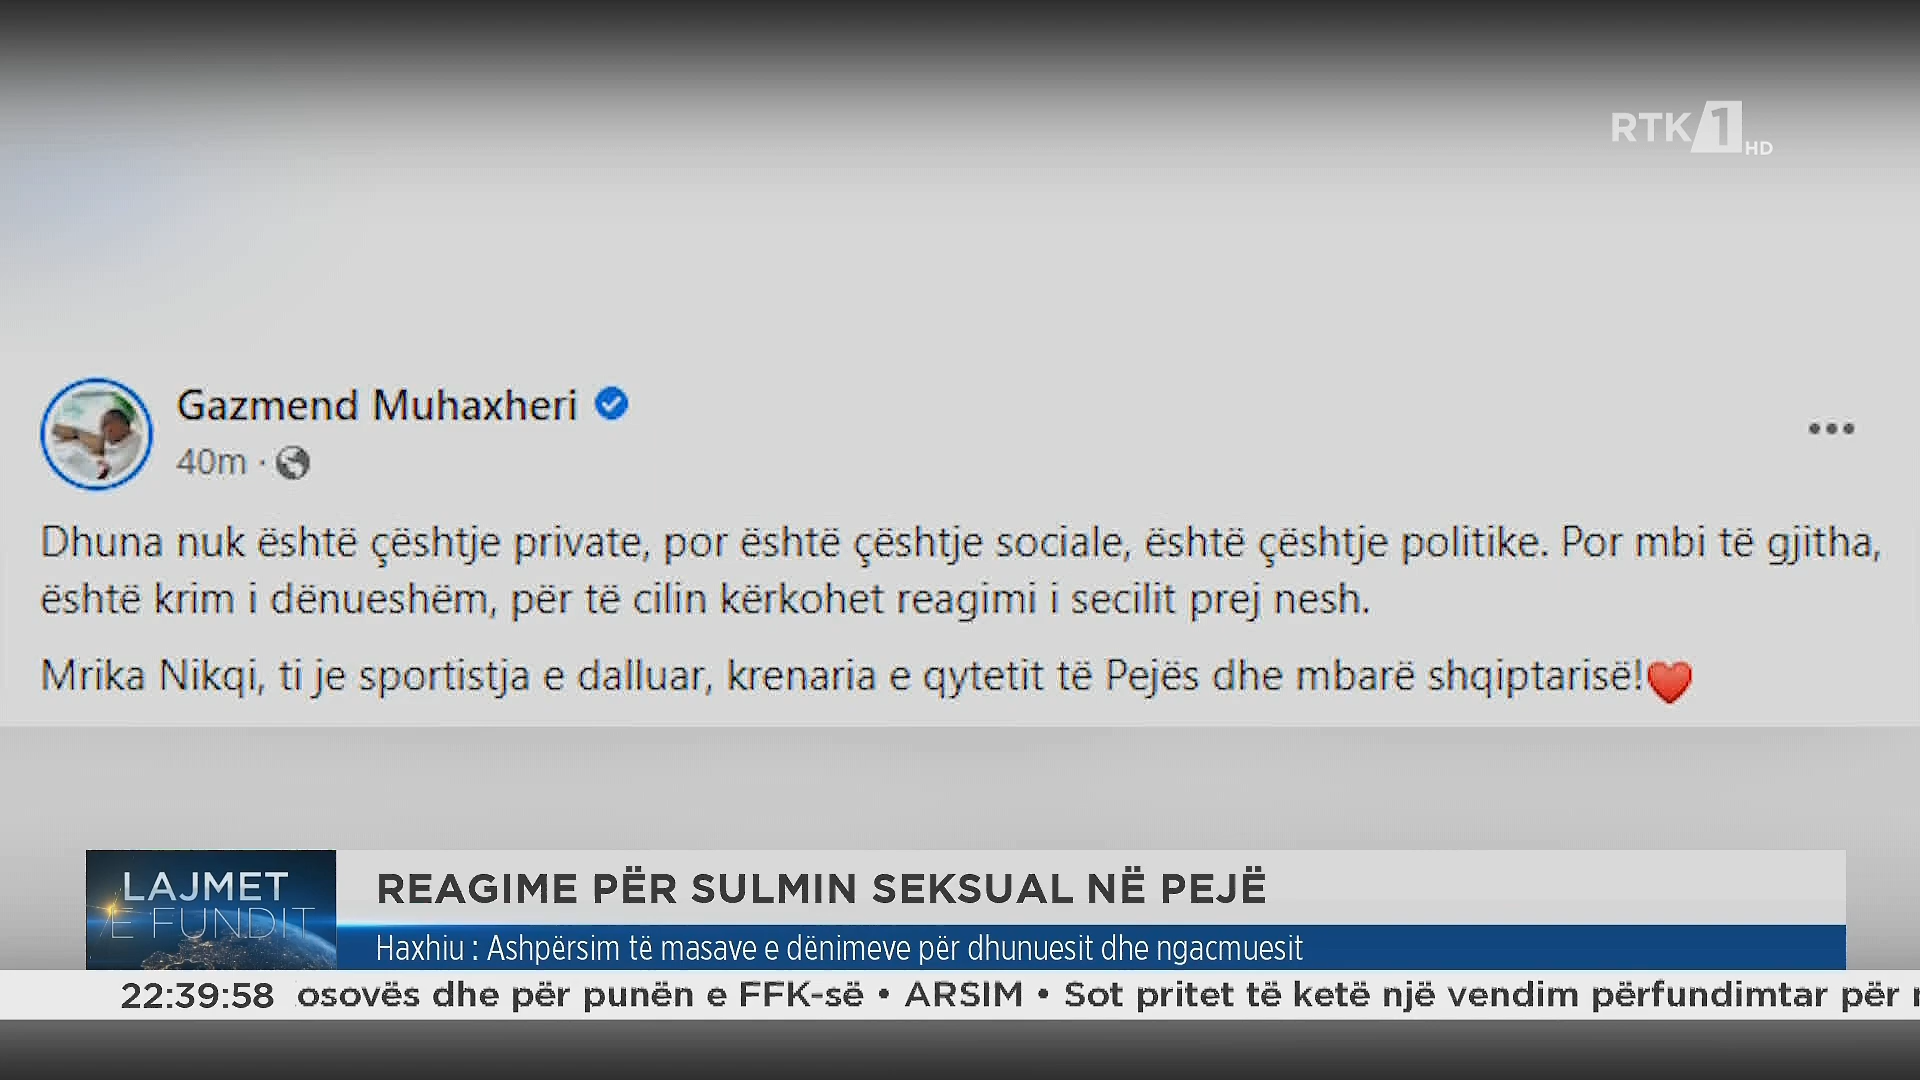 RTK 1 HD
Gazmend Muhaxheri
40m ·
Dhuna nuk është çështje private, por është çështje sociale, është çështje politike. Por mbi të gjitha,
është krim i dënueshëm, për të cilin kërkohet reagimi i secilit prej nesh.
Mrika Nikqi, ti je sportistja e dalluar, krenaria e qytetit të Pejës dhe mbarë shqiptarisë!❤️
LAJMET
E FUNDIT
REAGIME PËR SULMIN SEKSUAL NË PEJË
Haxhiu : Ashpërsim të masave e dënimeve për dhunuesit dhe ngacmuesit
22:39:58 osovës dhe për punën e FFK-së • ARSIM • Sot pritet të ketë një vendim përfundimtar për